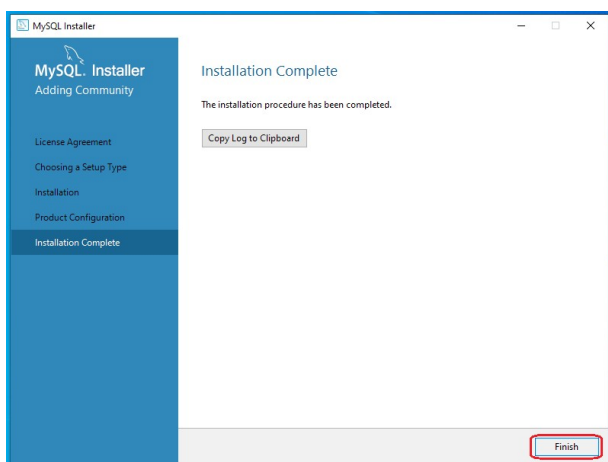 MySQL Installer
MySQL. Installer
Adding Community
License Agreement
Choosing a Setup Type
Installation
Product Configuration
Installation Complete
Installation Complete
The installation procedure has been completed.
Copy Log to Clipboard
Finish